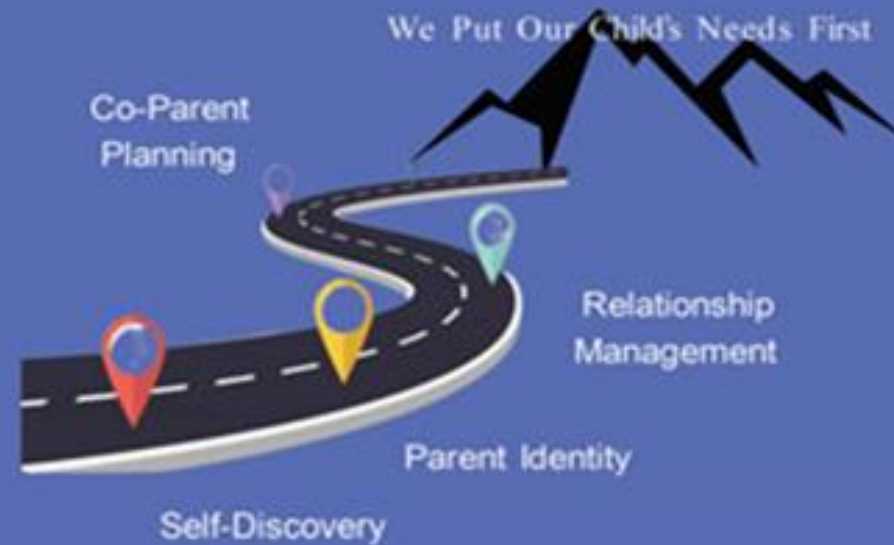 We Put Our Child's Needs First
Co-Parent
Planning
Relationship
Management
Parent Identity
Self-Discovery